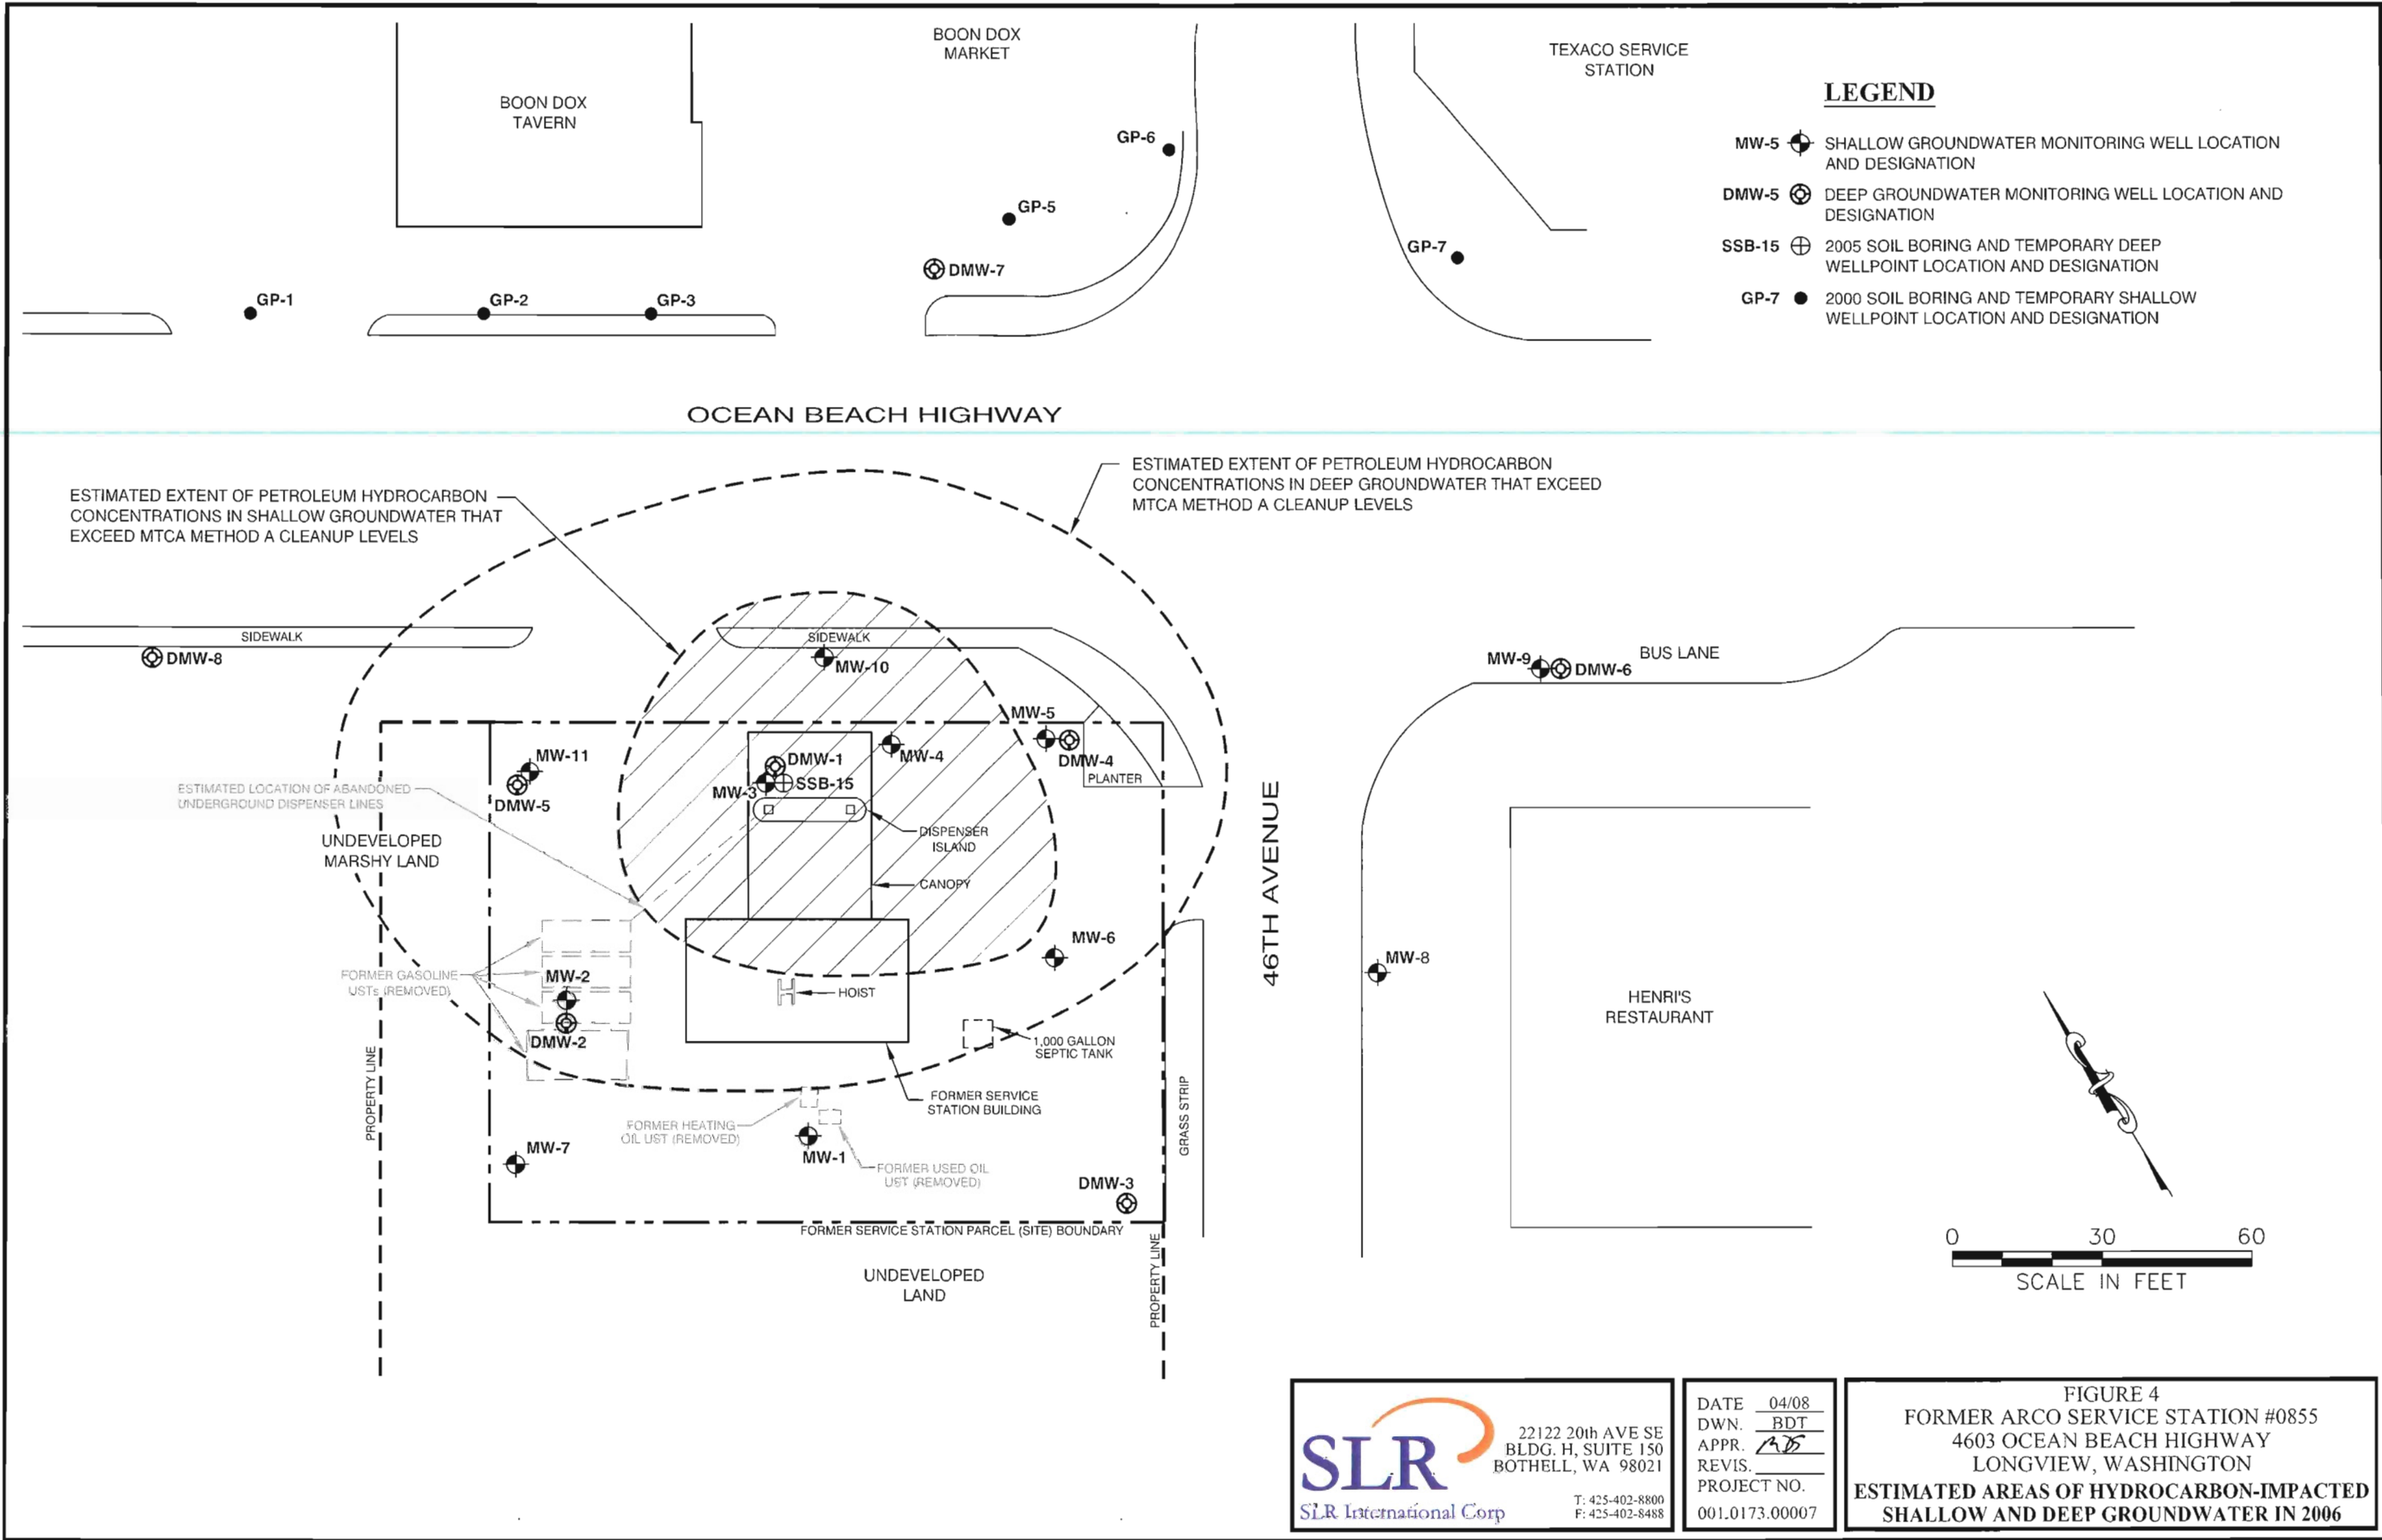 BOON DOX
MARKET
BOON DOX
TAVERN
TEXACO SERVICE
STATION
LEGEND
MW-5 SHALLOW GROUNDWATER MONITORING WELL LOCATION
AND DESIGNATION
DMW-5 DEEP GROUNDWATER MONITORING WELL LOCATION AND
DESIGNATION
SSB-15 2005 SOIL BORING AND TEMPORARY DEEP
WELLPOINT LOCATION AND DESIGNATION
GP-7 2000 SOIL BORING AND TEMPORARY SHALLOW
WELLPOINT LOCATION AND DESIGNATION
GP-6
GP-5
GP-7
DMW-7
GP-1
GP-2
GP-3
OCEAN BEACH HIGHWAY
ESTIMATED EXTENT OF PETROLEUM HYDROCARBON
CONCENTRATIONS IN SHALLOW GROUNDWATER THAT
EXCEED MTCA METHOD A CLEANUP LEVELS
ESTIMATED EXTENT OF PETROLEUM HYDROCARBON
CONCENTRATIONS IN DEEP GROUNDWATER THAT EXCEED
MTCA METHOD A CLEANUP LEVELS
SIDEWALK
SIDEWALK
DMW-8
MW-10
MW-9
DMW-6
BUS LANE
MW-5
MW-11
DMW-1
MW-4
DMW-4
PLANTER
ESTIMATED LOCATION OF ABANDONED
UNDERGROUND DISPENSER LINES
DMW-5
MW-3
SSB-15
DISPENSER
ISLAND
UNDEVELOPED
MARSHY LAND
CANOPY
46TH AVENUE
MW-6
MW-8
FORMER GASOLINE
USTs (REMOVED)
MW-2
HOIST
HENRI'S
RESTAURANT
DMW-2
1,000 GALLON
SEPTIC TANK
PROPERTY LINE
FORMER SERVICE
STATION BUILDING
GRASS STRIP
FORMER HEATING
OIL UST (REMOVED)
MW-7
MW-1
FORMER USED OIL
UST (REMOVED)
DMW-3
FORMER SERVICE STATION PARCEL (SITE) BOUNDARY
PROPERTY LINE
UNDEVELOPED
LAND
0 30 60
SCALE IN FEET
SLR
SLR International Corp
22122 20th AVE SE
BLDG. H, SUITE 150
BOTHELL, WA 98021
T: 425-402-8800
F: 425-402-8488
DATE 04/08
DWN. BDT
APPR.
REVIS.
PROJECT NO.
001.0173.00007
FIGURE 4
FORMER ARCO SERVICE STATION #0855
4603 OCEAN BEACH HIGHWAY
LONGVIEW, WASHINGTON
ESTIMATED AREAS OF HYDROCARBON-IMPACTED
SHALLOW AND DEEP GROUNDWATER IN 2006